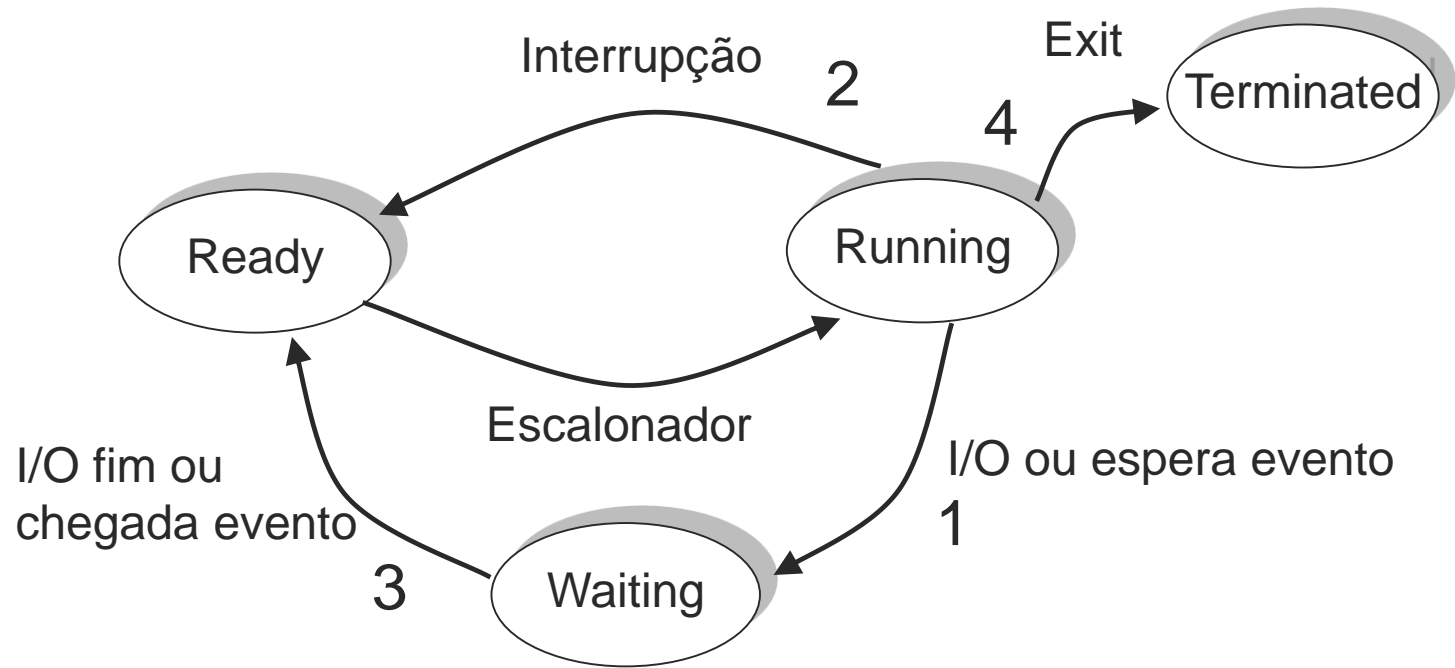 Exit
Interrupção
2
4
Terminated
Ready
Running
Escalonador
I/O fim ou
chegada evento
3
I/O ou espera evento
1
Waiting